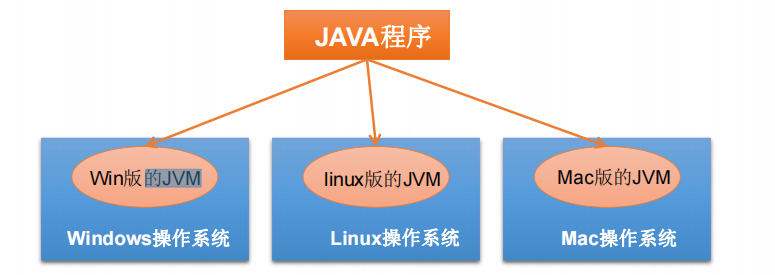 JAVA程序
Win版的JVM
linux版的JVM
Mac版的JVM
Windows操作系统
Linux操作系统
Mac操作系统